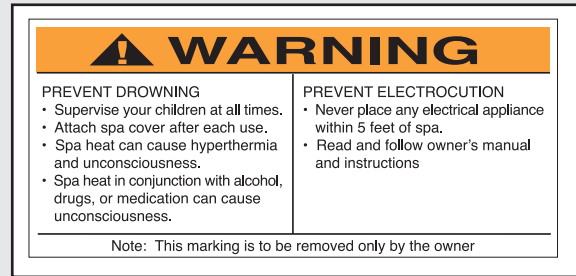 WARNING
PREVENT DROWNING
• Supervise your children at all times.
• Attach spa cover after each use.
• Spa heat can cause hyperthermia
and unconsciousness.
• Spa heat in conjunction with alcohol,
drugs, or medication can cause
unconsciousness.
PREVENT ELECTROCUTION
• Never place any electrical appliance
within 5 feet of spa.
• Read and follow owner's manual
and instructions
Note: This marking is to be removed only by the owner